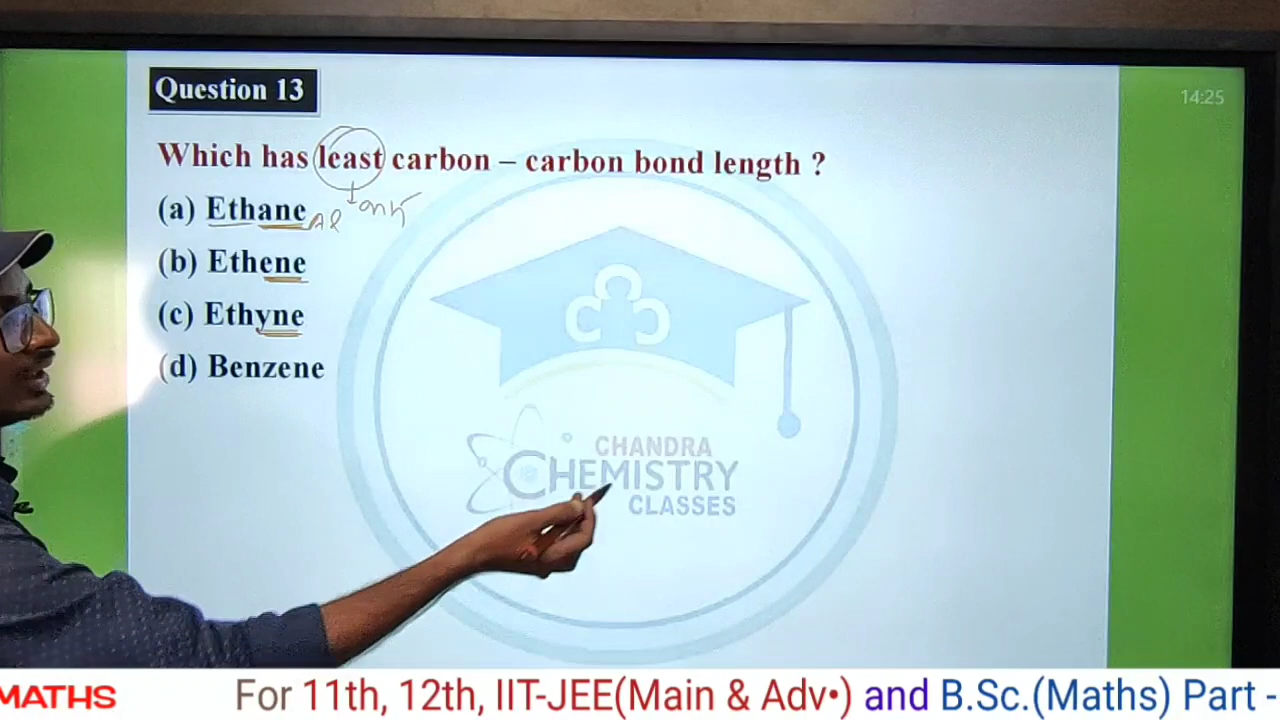 Question 13
14:25
Which has least carbon – carbon bond length ?
(a) Ethane
(b) Ethene
(c) Ethyne
(d) Benzene
CHANDRA
CHEMISTRY
CLASSES
MATHS For 11th, 12th, IIT-JEE(Main & Adv•) and B.Sc.(Maths) Part -